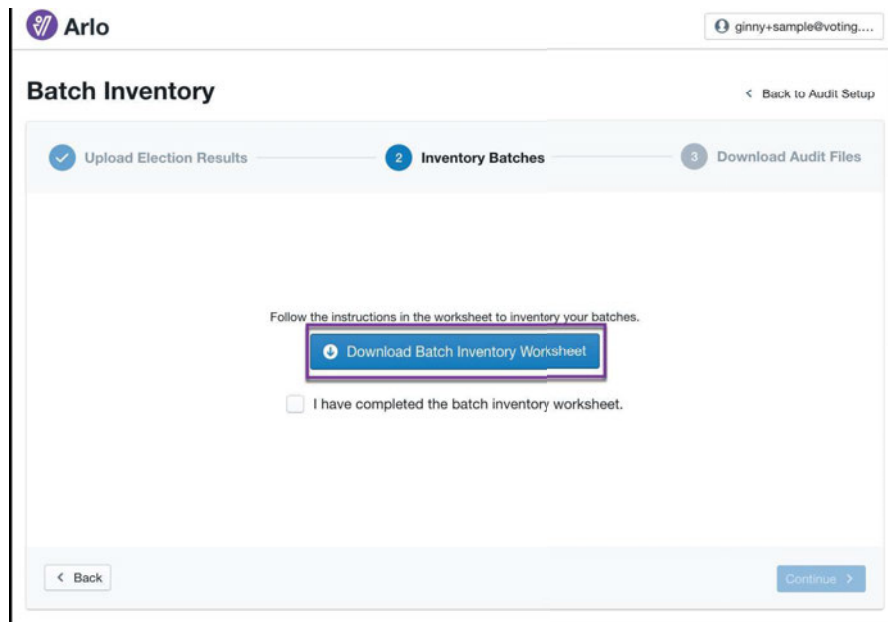 Arlo
ginny+sample@voting....
Batch Inventory
Back to Audit Setup
Upload Election Results
2 Inventory Batches
3 Download Audit Files
Follow the instructions in the worksheet to inventory your batches.
Download Batch Inventory Worksheet
I have completed the batch inventory worksheet.
Back
Continue